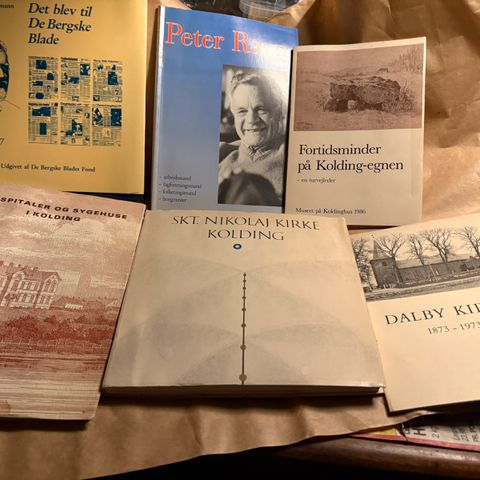 Det blev til
De Bergske
Blade
Udgivet af De Bergske Blades Fond
Peter
– arbejdsmand
– fagforeningsmand
– folketingsmand
– borgmester
Fortidsminder
på Kolding-egnen
– en turvejleder
Museet på Koldinghus 1986
SPITALER OG SYGEHUSE
I KOLDING
SKT. NIKOLAJ KIRKE
KOLDING
DALBY KI
1873 – 1973